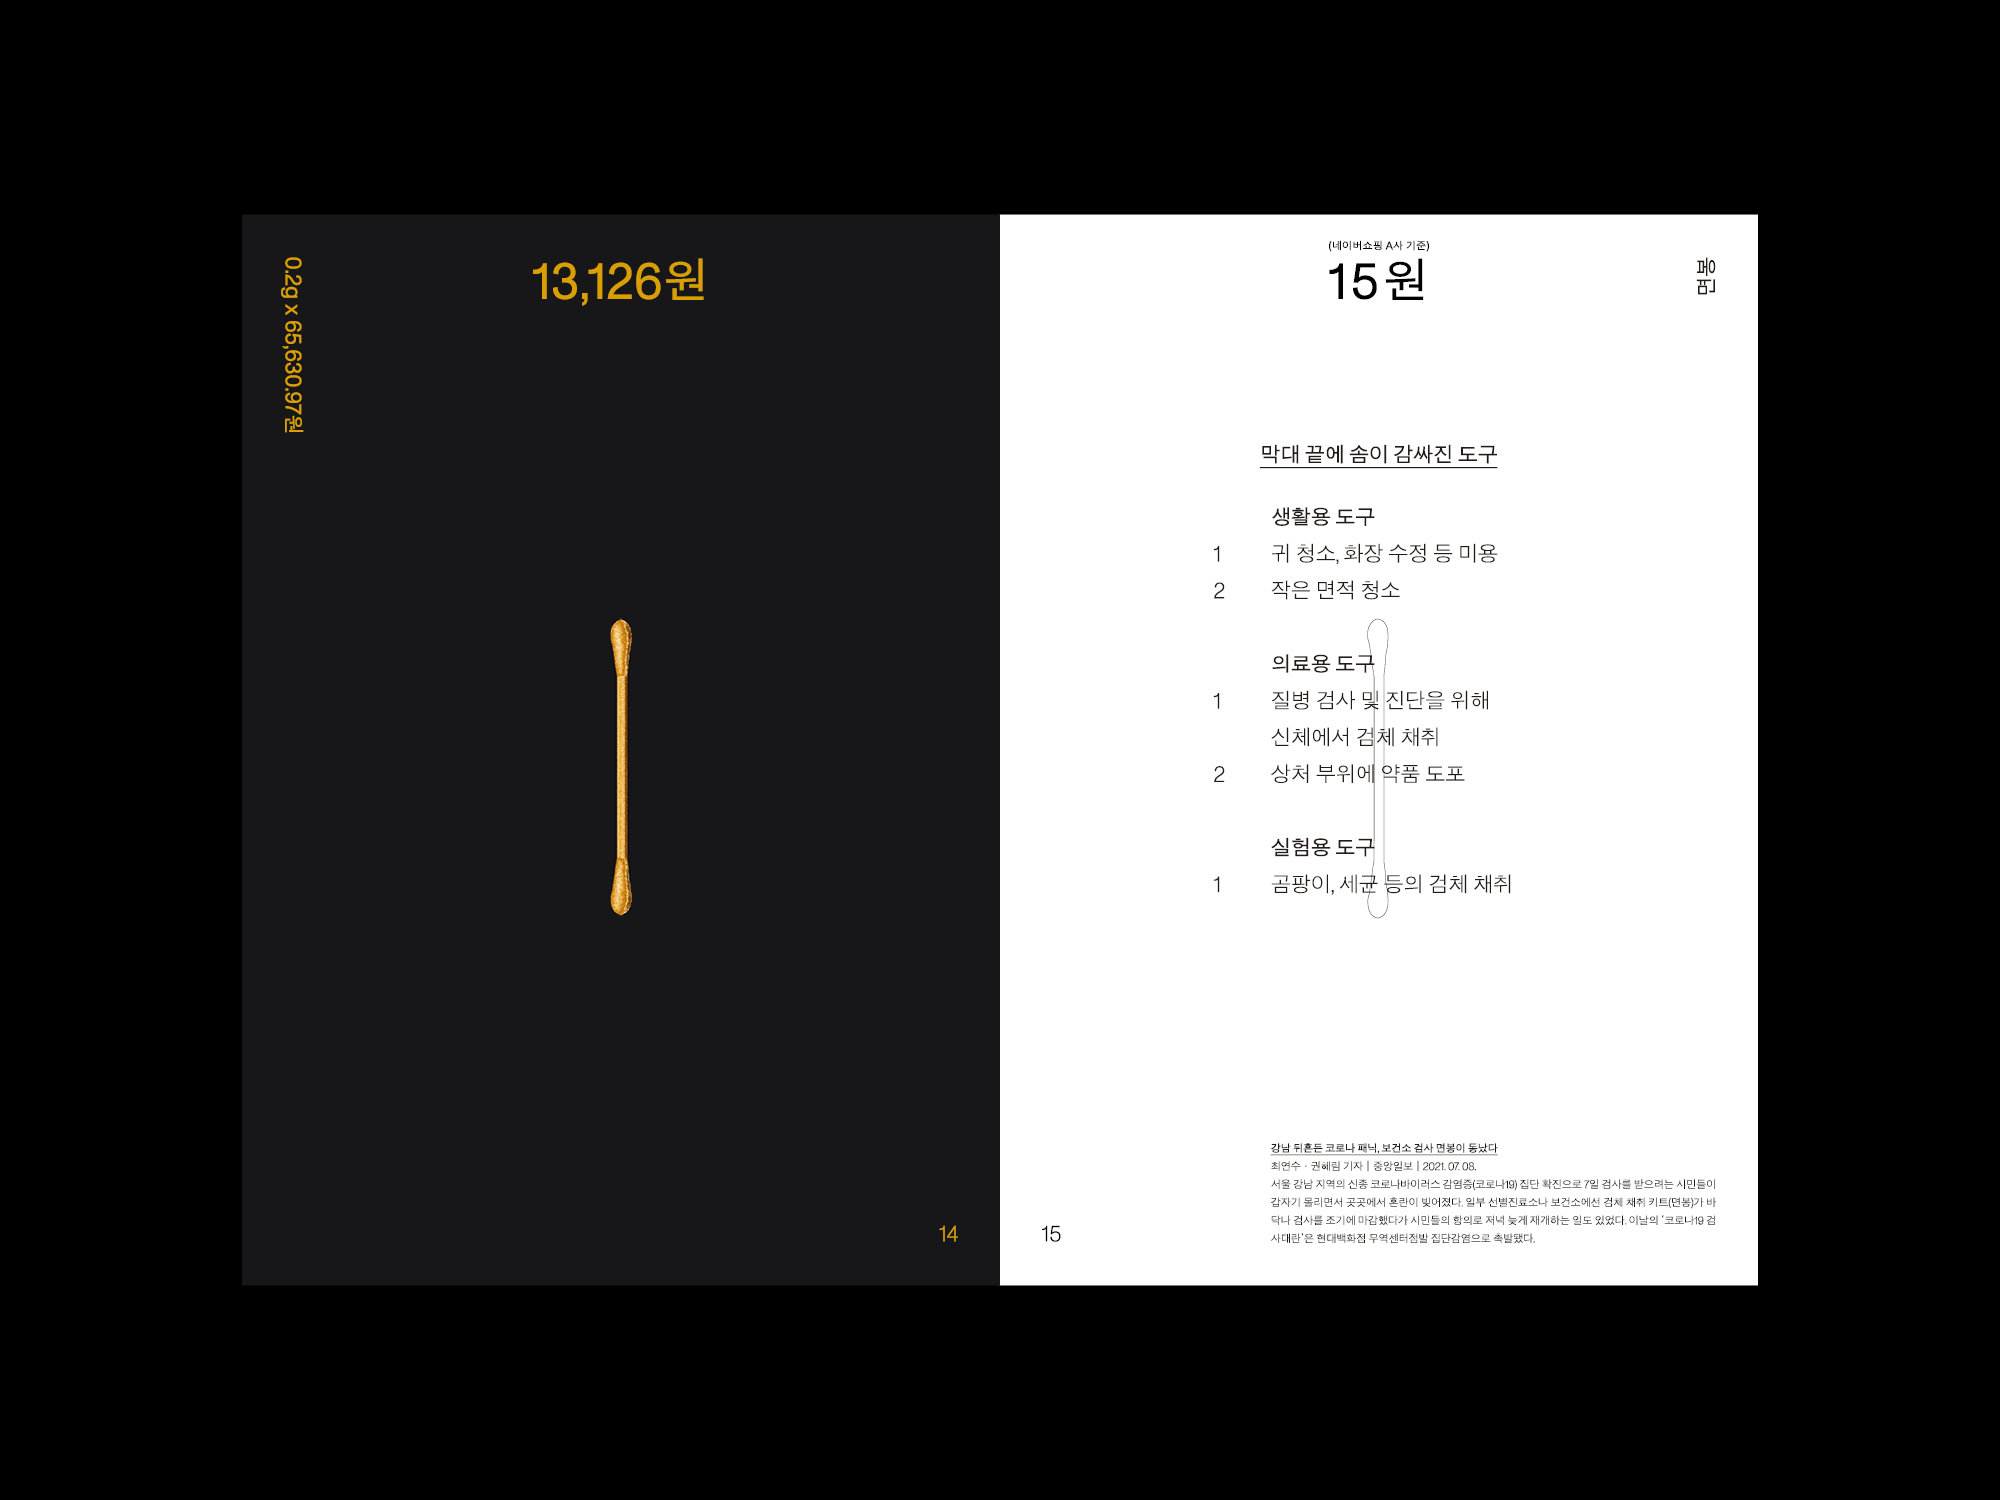 0.2g x 65,630.97원
13,126원
14
(네이버쇼핑 A사 기준)
15원
면봉
막대 끝에 솜이 감싸진 도구
생활용 도구
1 귀 청소, 화장 수정 등 미용
2 작은 면적 청소
의료용 도구
1 질병 검사 및 진단을 위해
신체에서 검체 채취
2 상처 부위에 약품 도포
실험용 도구
1 곰팡이, 세균 등의 검체 채취
강남 뒤흔든 코로나 패닉, 보건소 검사 면봉이 동났다
최연수 · 권혜림 기자 | 중앙일보 | 2021. 07. 08.
서울 강남 지역의 신종 코로나바이러스 감염증(코로나19) 집단 확진으로 7일 검사를 받으려는 시민들이
갑자기 몰리면서 곳곳에서 혼란이 빚어졌다. 일부 선별진료소나 보건소에선 검체 채취 키트(면봉)가 바
닥나 검사를 조기에 마감했다가 시민들의 항의로 저녁 늦게 재개하는 일도 있었다. 이날의 ‘코로나19 검
사대란’은 현대백화점 무역센터점발 집단감염으로 촉발됐다.
15